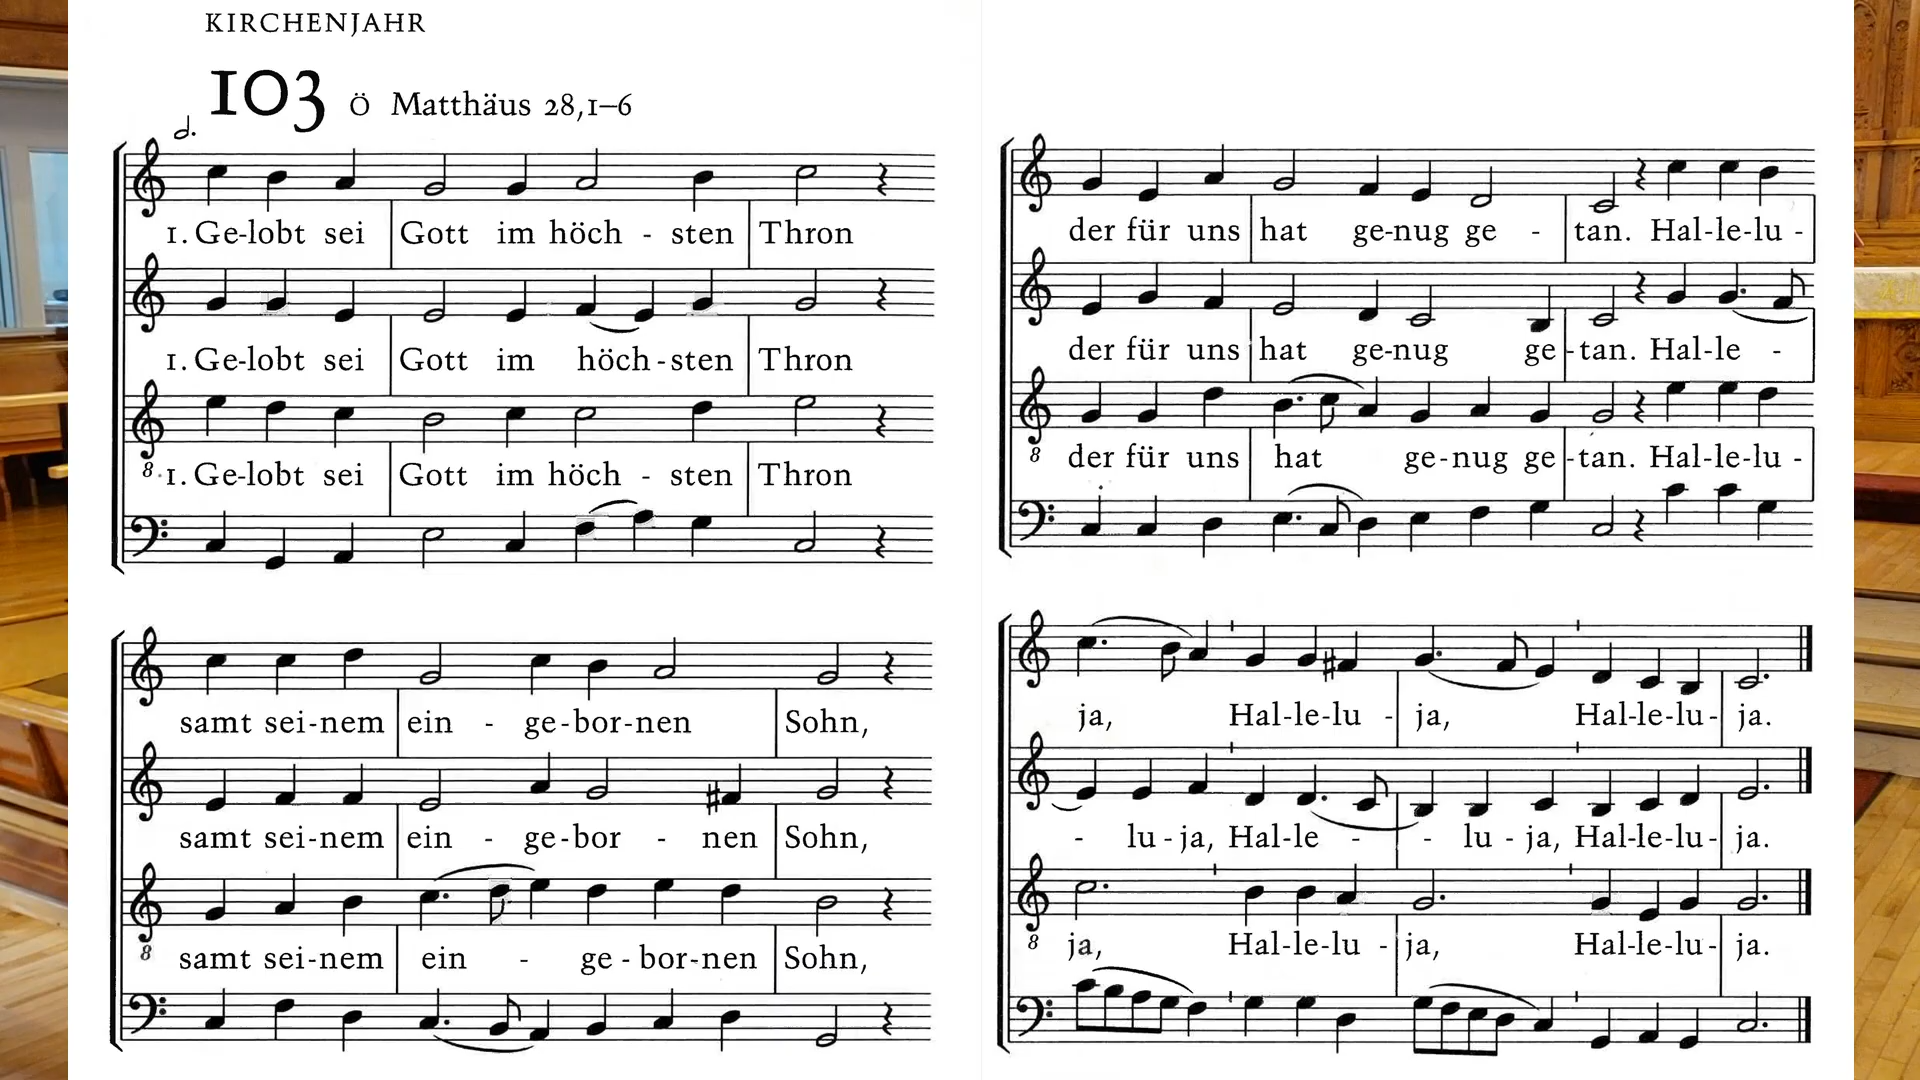 KIRCHENJAHR
103 Ö Matthäus 28,1–6
1. Ge-lobt sei Gott im höch - sten Thron
1. Ge-lobt sei Gott im höch-sten Thron
8 1. Ge-lobt sei Gott im höch - sten Thron
samt sei-nem ein - ge-bor-nen Sohn,
samt sei-nem ein - ge-bor - nen Sohn,
8 samt sei-nem ein - ge-bor-nen Sohn,
der für uns hat ge-nug ge - tan. Hal-le-lu -
der für uns hat ge-nug ge-tan. Hal-le -
8 der für uns hat ge-nug ge-tan. Hal-le-lu -
ja, Hal-le-lu - ja, Hal-le-lu- ja.
- lu-ja, Hal-le - - lu-ja, Hal-le-lu- ja.
8 ja, Hal-le-lu - ja, Hal-le-lu- ja.